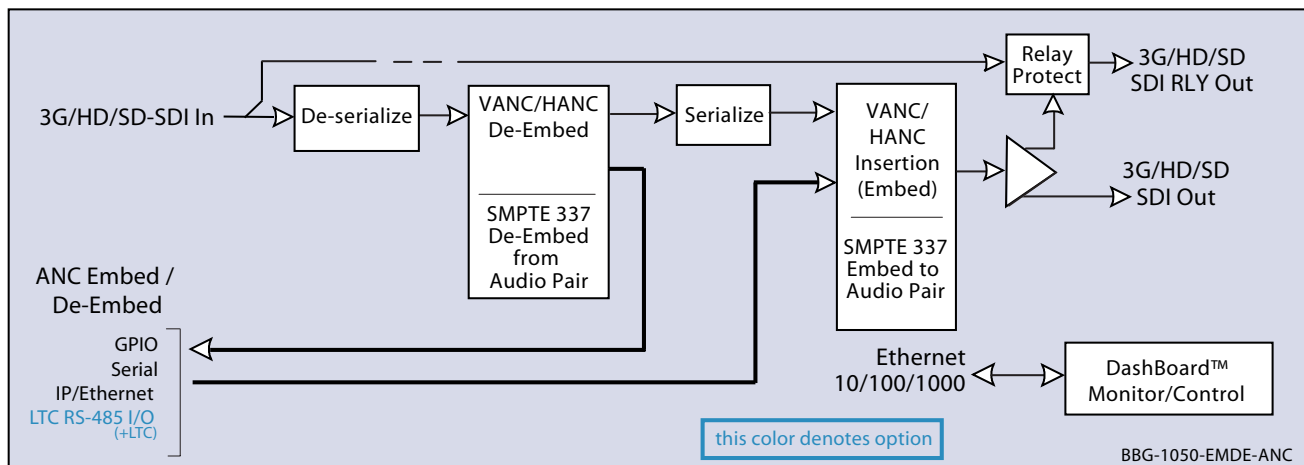 3G/HD/SD-SDI In
De-serialize
VANC/HANC
De-Embed
SMPTE 337
De-Embed
from
Audio Pair
Serialize
VANC/
HANC
Insertion
(Embed)
SMPTE 337
Embed to
Audio Pair
Relay
Protect
3G/HD/SD
SDI RLY Out
3G/HD/SD
SDI Out
ANC Embed /
De-Embed
GPIO
Serial
IP/Ethernet
LTC RS-485 I/O
(+LTC)
Ethernet
10/100/1000
DashBoard™
Monitor/Control
this color denotes option
BBG-1050-EMDE-ANC